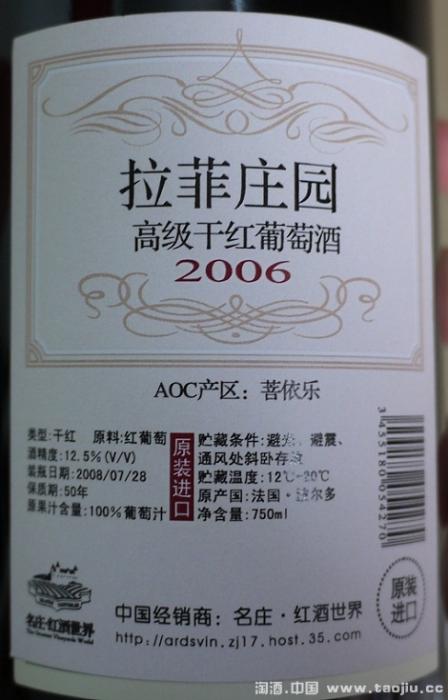 拉菲庄园
高级干红葡萄酒
2006
AOC产区：菩依乐
类型:干红 原料:红葡萄
酒精度:12.5%(V/V)
装瓶日期:2008/07/28
保质期:50年
原果汁含量:100%葡萄汁
原装进口
贮藏条件:避 避震、
通风处斜卧存
贮藏温度:12℃-20℃
原产国:法国· 尔多
净含量:750ml
3455180054270
名庄·红酒世界
原装
进口
中国经销商：名庄·红酒世界
http://ardsvin.zj17.host.35.com
淘酒.中国 www.taojiu.cc